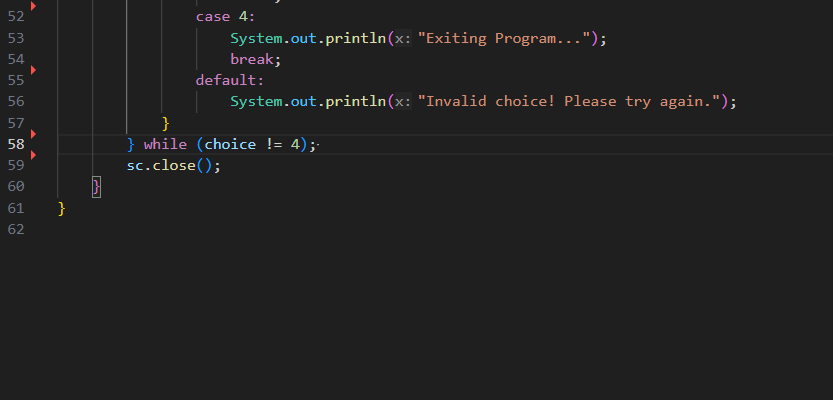 52 case 4:
53 System.out.println(x: "Exiting Program...");
54 break;
55 default:
56 System.out.println(x: "Invalid choice! Please try again.");
57 }
58 } while (choice != 4);
59 sc.close();
60 }
61 }
62